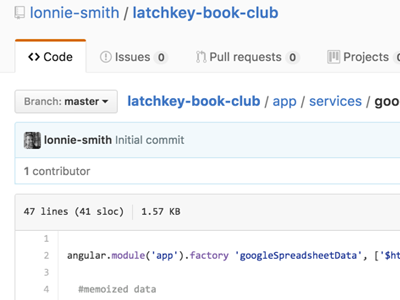 lonnie-smith / latchkey-book-club
Code Issues 0 Pull requests 0 Projects
Branch: master latchkey-book-club / app / services / goo
lonnie-smith Initial commit
1 contributor
47 lines (41 sloc) 1.57 KB
1
2 angular.module('app').factory 'googleSpreadsheetData', ['$ht
3
4 #memoized data